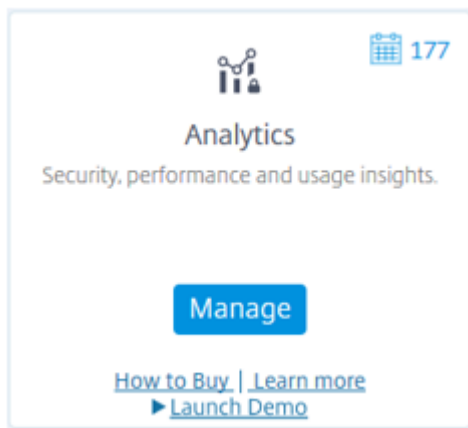 177
Analytics
Security, performance and usage insights.
Manage
How to Buy | Learn more
▶ Launch Demo